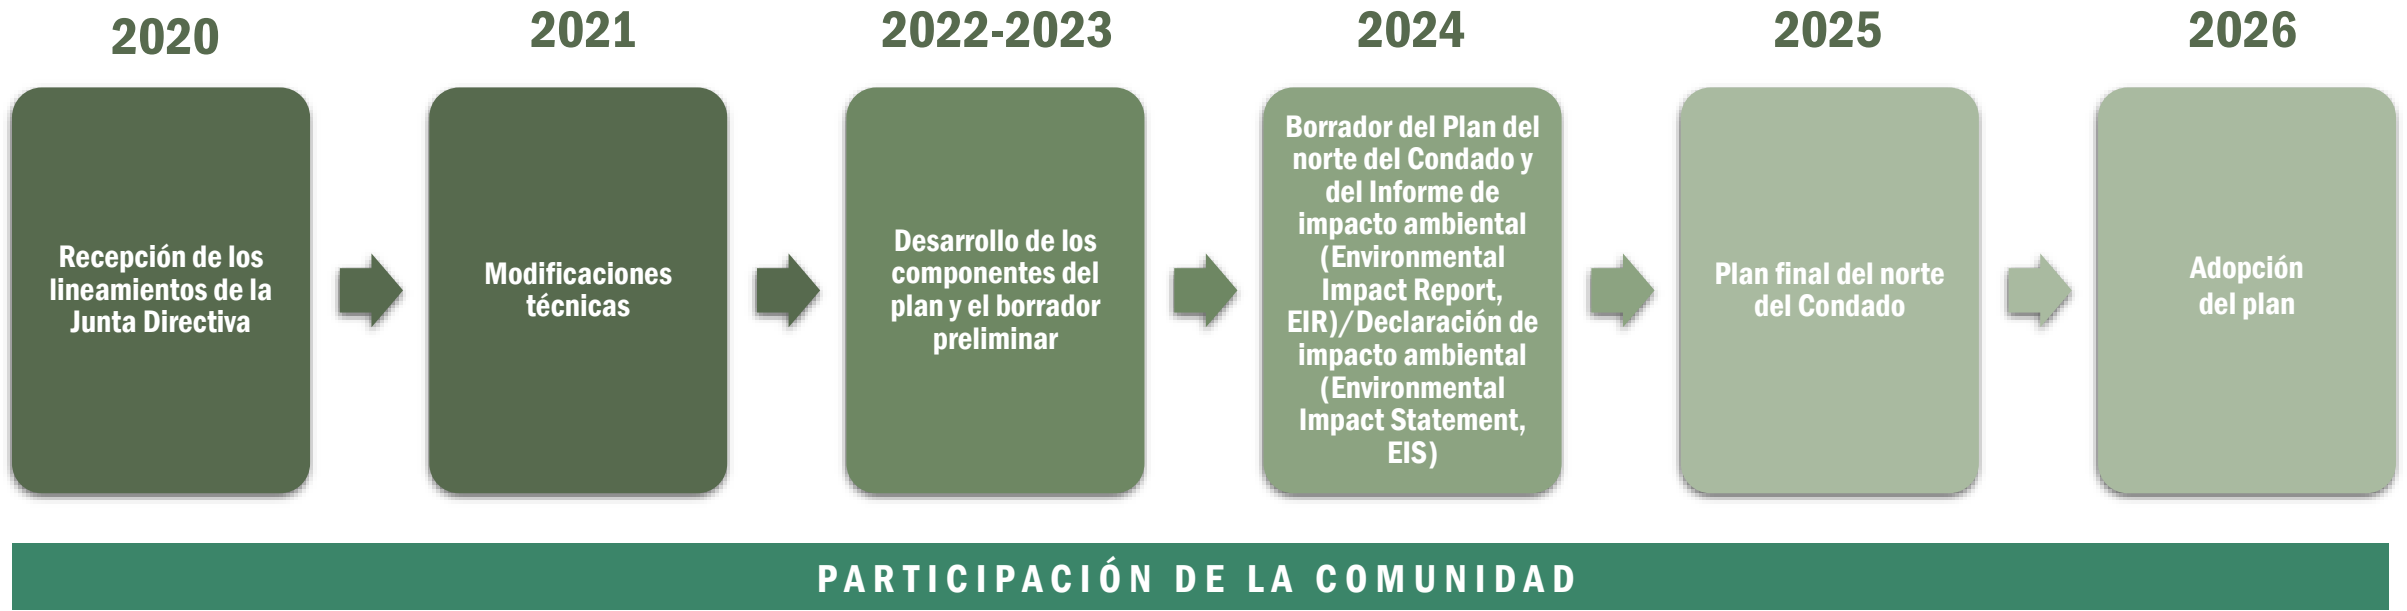 2020
2021
2022-2023
2024
2025
2026
Recepción de los
lineamientos de la
Junta Directiva
Modificaciones
técnicas
Desarrollo de los
componentes del
plan y el borrador
preliminar
Borrador del Plan del
norte del Condado y
del Informe de
impacto ambiental
(Environmental
Impact Report,
EIR)/Declaración de
impacto ambiental
(Environmental
Impact Statement,
EIS)
Plan final del norte
del Condado
Adopción
del plan
PARTICIPACIÓN DE LA COMUNIDAD